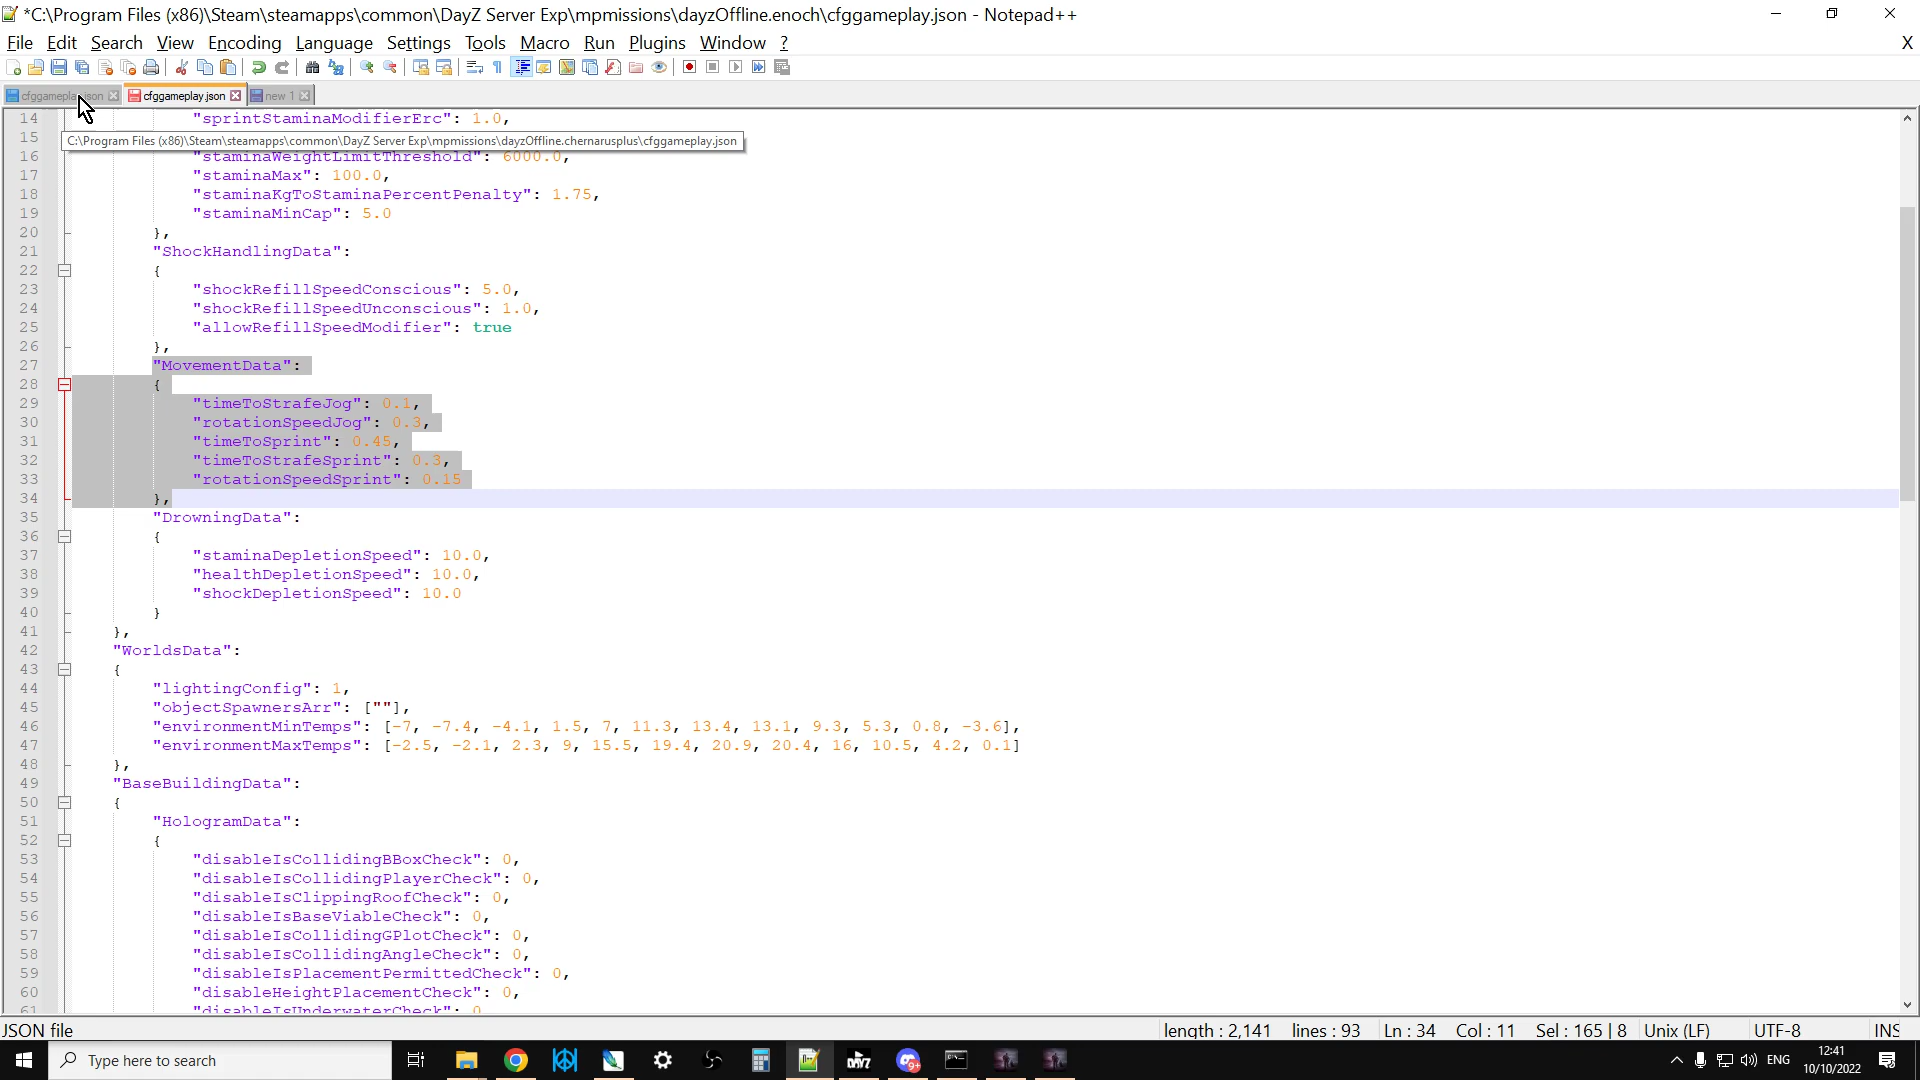 *C:\Program Files (x86)\Steam\steamapps\common\DayZ Server Exp\mpmissions\dayzOffline.enoch\cfggameplay.json - Notepad++
File Edit Search View Encoding Language Settings Tools Macro Run Plugins Window ? X
cfggameplay.json cfggameplay.json new 1
14 "sprintStaminaModifierErc": 1.0,
15 C:\Program Files (x86)\Steam\steamapps\common\DayZ Server Exp\mpmissions\dayzOffline.chernarusplus\cfggameplay.json
16 "staminaWeightLimitThreshold": 6000.0,
17 "staminaMax": 100.0,
18 "staminaKgToStaminaPercentPenalty": 1.75,
19 "staminaMinCap": 5.0
20 },
21 "ShockHandlingData":
22 {
23 "shockRefillSpeedConscious": 5.0,
24 "shockRefillSpeedUnconscious": 1.0,
25 "allowRefillSpeedModifier": true
26 },
27 "MovementData":
28 {
29 "timeToStrafeJog": 0.1,
30 "rotationSpeedJog": 0.3,
31 "timeToSprint": 0.45,
32 "timeToStrafeSprint": 0.3,
33 "rotationSpeedSprint": 0.15
34 },
35 "DrowningData":
36 {
37 "staminaDepletionSpeed": 10.0,
38 "healthDepletionSpeed": 10.0,
39 "shockDepletionSpeed": 10.0
40 }
41 },
42 "WorldsData":
43 {
44 "lightingConfig": 1,
45 "objectSpawnersArr": [""],
46 "environmentMinTemps": [-7, -7.4, -4.1, 1.5, 7, 11.3, 13.4, 13.1, 9.3, 5.3, 0.8, -3.6],
47 "environmentMaxTemps": [-2.5, -2.1, 2.3, 9, 15.5, 19.4, 20.9, 20.4, 16, 10.5, 4.2, 0.1]
48 },
49 "BaseBuildingData":
50 {
51 "HologramData":
52 {
53 "disableIsCollidingBBoxCheck": 0,
54 "disableIsCollidingPlayerCheck": 0,
55 "disableIsClippingRoofCheck": 0,
56 "disableIsBaseViableCheck": 0,
57 "disableIsCollidingGPlotCheck": 0,
58 "disableIsCollidingAngleCheck": 0,
59 "disableIsPlacementPermittedCheck": 0,
60 "disableHeightPlacementCheck": 0,
61 "disableIsUnderwaterCheck": 0
JSON file length : 2,141 lines : 93 Ln : 34 Col : 11 Sel : 165 | 8 Unix (LF) UTF-8 INS
Type here to search DAYZ ENG 12:41
10/10/2022